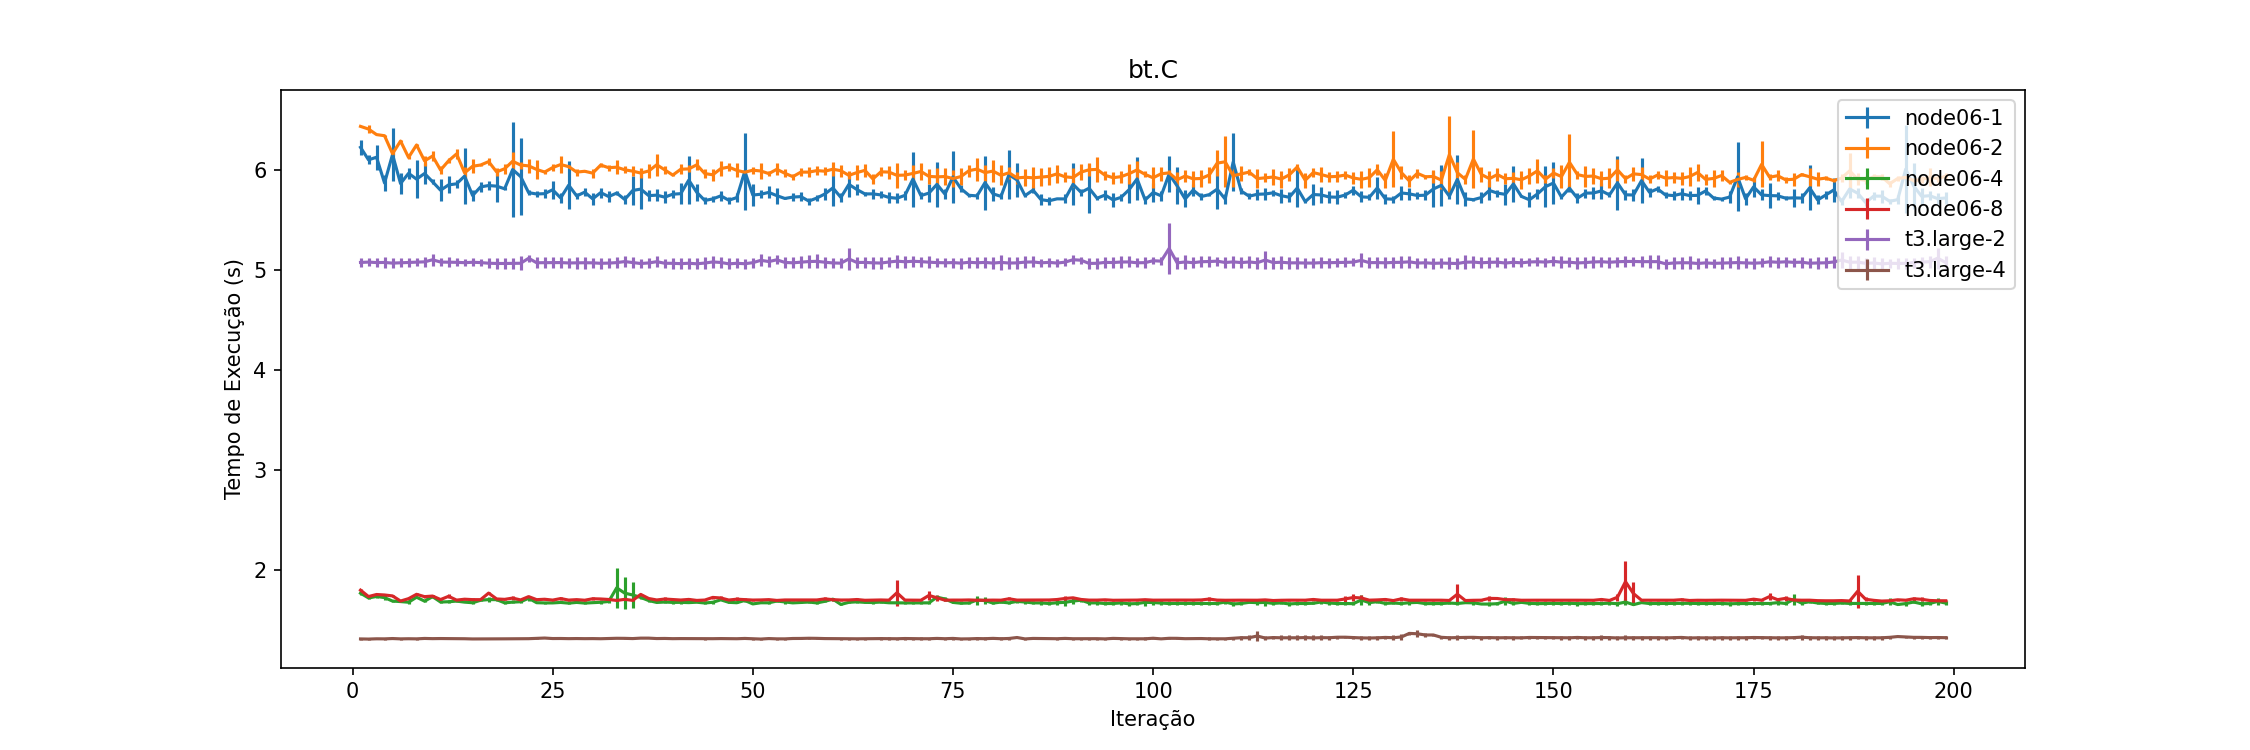 bt.C
Tempo de Execução (s)
6
5
4
3
2
node06-1
node06-2
node06-4
node06-8
t3.large-2
t3.large-4
0 25 50 75 100 125 150 175 200
Iteração